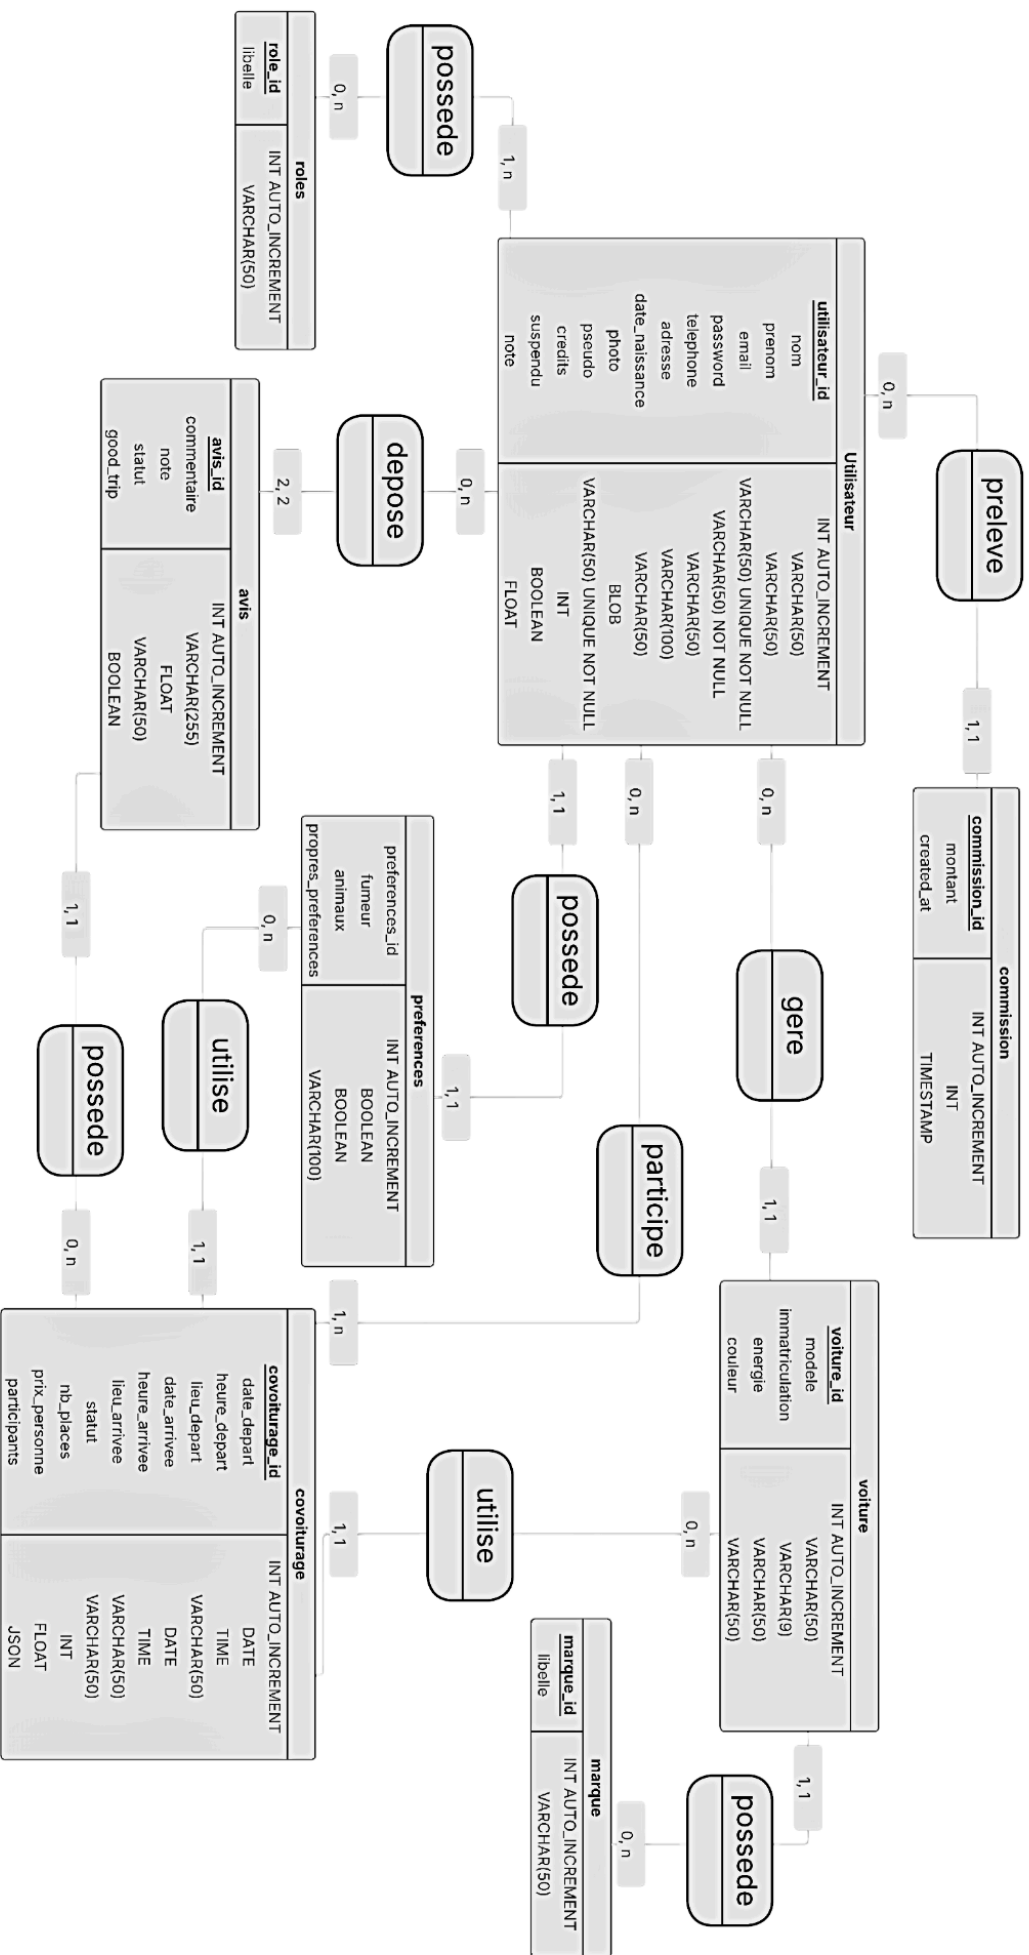 preleve
0, n
1, 1
commission
commission_id INT AUTO_INCREMENT
montant INT
created_at TIMESTAMP
Utilisateur
utilisateur_id INT AUTO_INCREMENT
nom VARCHAR(50)
prenom VARCHAR(50)
email VARCHAR(50) UNIQUE NOT NULL
password VARCHAR(50) NOT NULL
telephone VARCHAR(50)
adresse VARCHAR(100)
date_naissance VARCHAR(50)
photo BLOB
pseudo VARCHAR(50) UNIQUE NOT NULL
credits INT
suspendu BOOLEAN
note FLOAT
0, n
gere
1, 1
voiture
voiture_id INT AUTO_INCREMENT
modele VARCHAR(50)
immatriculation VARCHAR(9)
energie VARCHAR(50)
couleur VARCHAR(50)
1, 1
possede
0, n
marque
marque_id INT AUTO_INCREMENT
libelle VARCHAR(50)
0, n
participe
1, n
1, 1
possede
1, 1
0, n
utilise
1, 1
1, n
possede
0, n
roles
role_id INT AUTO_INCREMENT
libelle VARCHAR(50)
0, n
depose
2, 2
preferences
preferences_id INT AUTO_INCREMENT
fumeur BOOLEAN
animaux BOOLEAN
propres_preferences VARCHAR(100)
0, n
utilise
1, 1
avis
avis_id INT AUTO_INCREMENT
commentaire VARCHAR(255)
note FLOAT
statut VARCHAR(50)
good_trip BOOLEAN
1, 1
possede
0, n
covoiturage
covoiturage_id INT AUTO_INCREMENT
date_depart DATE
heure_depart TIME
lieu_depart VARCHAR(50)
date_arrivee DATE
heure_arrivee TIME
lieu_arrivee VARCHAR(50)
statut VARCHAR(50)
nb_places INT
prix_personne FLOAT
participants JSON